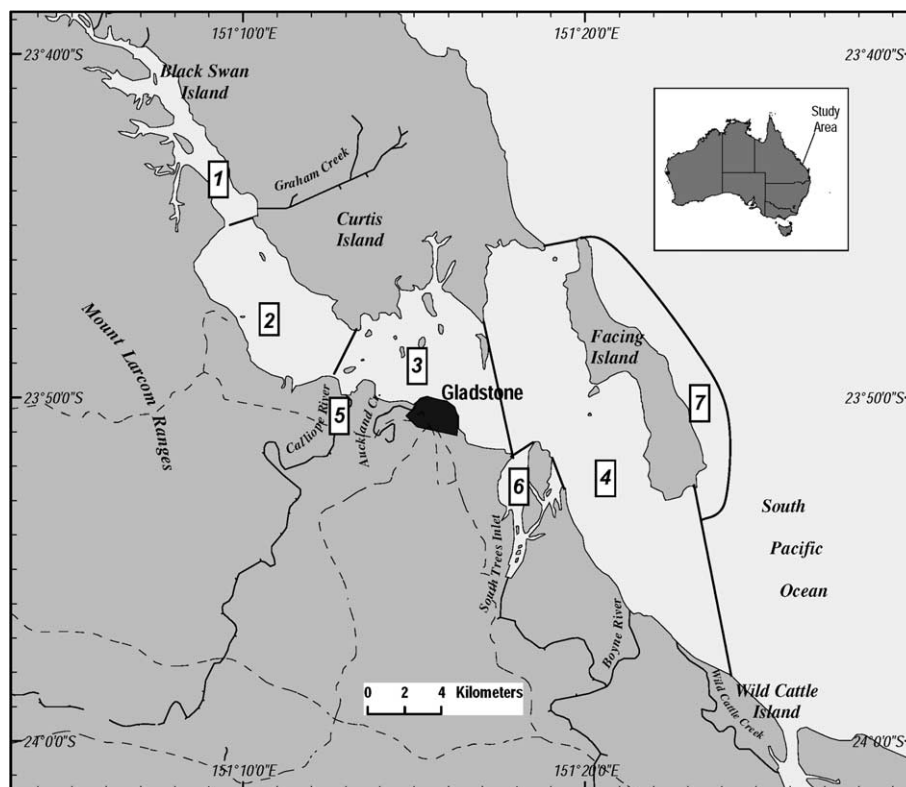 151°10'0"E
151°20'0"E
23°40'0"S
23°40'0"S
Black Swan
Island
Study
Area
1
Graham Creek
Curtis
Island
2
Mount Larcom Ranges
3
Facing
Island
7
23°50'0"S
Gladstone
23°50'0"S
5
Calliope River
Auckland Cr.
6
4
South Trees Inlet
South
Pacific
Ocean
Boyne River
0 2 4 Kilometers
Wild Cattle
Island
Wild Cattle Creek
24°0'0"S
24°0'0"S
151°10'0"E
151°20'0"E